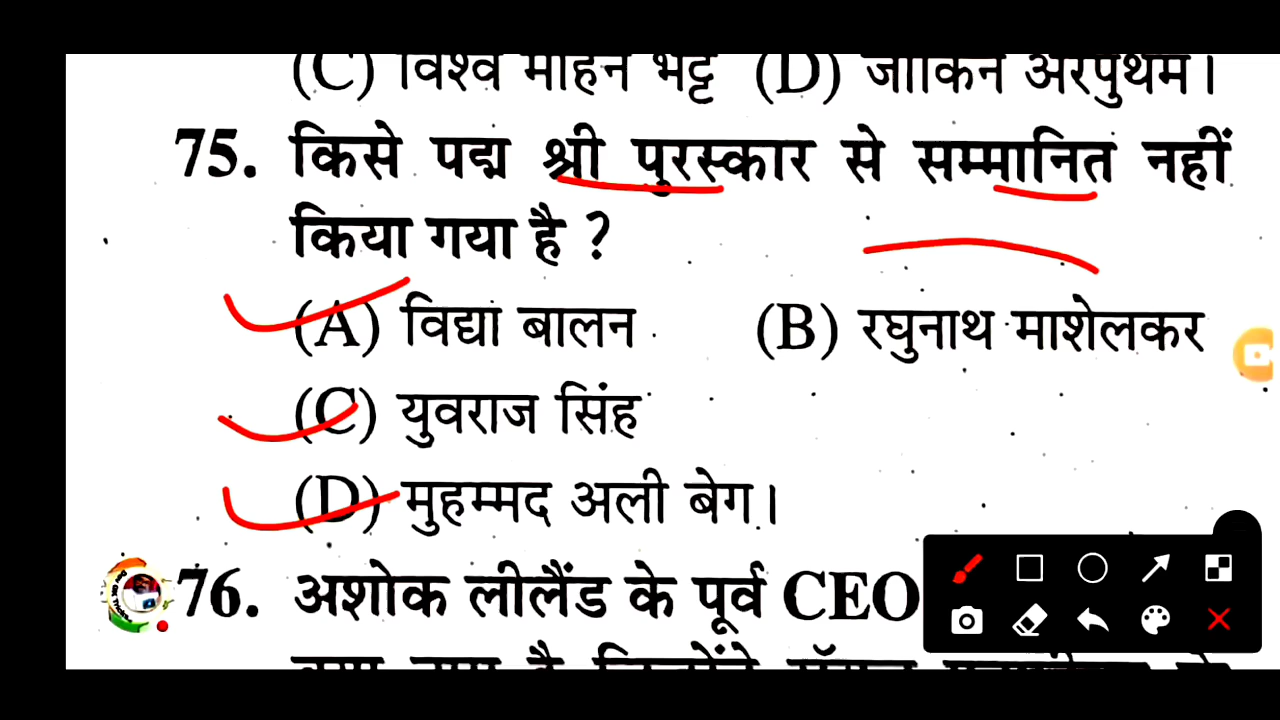 (C) विश्व मोहन भट्ट (D) जोकिन अरपुथम।
75. किसे पद्म श्री पुरस्कार से सम्मानित नहीं
किया गया है ?
(A) विद्या बालन (B) रघुनाथ माशेलकर
(C) युवराज सिंह
(D) मुहम्मद अली बेग।
76. अशोक लीलैंड के पूर्व CEO